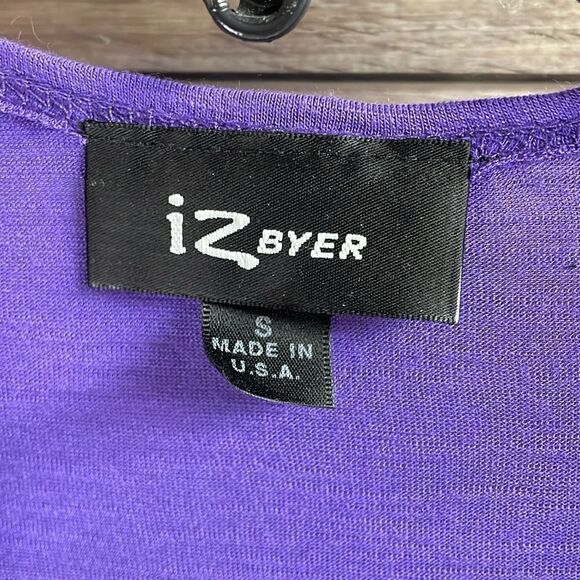 iz BYER
S
MADE IN
U.S.A.